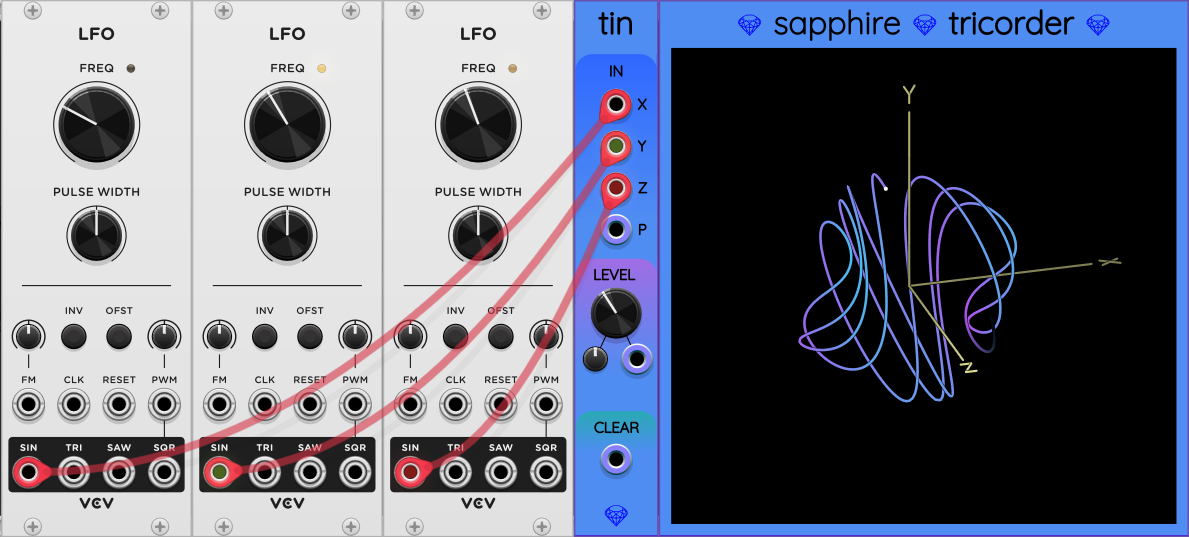 LFO
FREQ
PULSE WIDTH
INV OFST
FM CLK RESET PWM
SIN TRI SAW SQR
VCV
LFO
FREQ
PULSE WIDTH
INV OFST
FM CLK RESET PWM
SIN TRI SAW SQR
VCV
LFO
FREQ
PULSE WIDTH
INV OFST
FM CLK RESET PWM
SIN TRI SAW SQR
VCV
tin
IN
X
Y
Z
P
LEVEL
CLEAR
sapphire tricorder
Y
X
Z